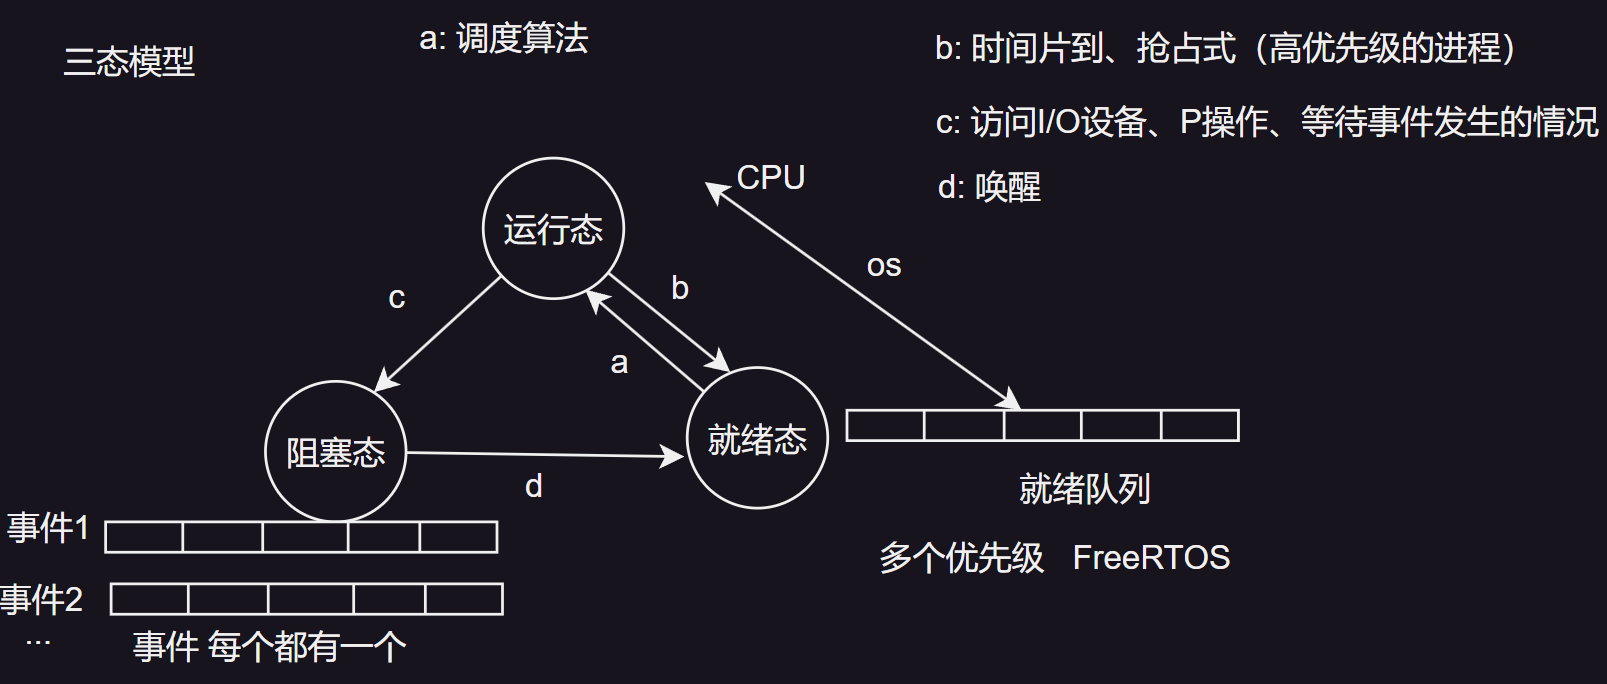 三态模型
a: 调度算法
b: 时间片到、抢占式（高优先级的进程）
c: 访问I/O设备、P操作、等待事件发生的情况
d: 唤醒
CPU
运行态
os
c
b
a
阻塞态
就绪态
d
就绪队列
事件1
多个优先级 FreeRTOS
事件2
...
事件 每个都有一个